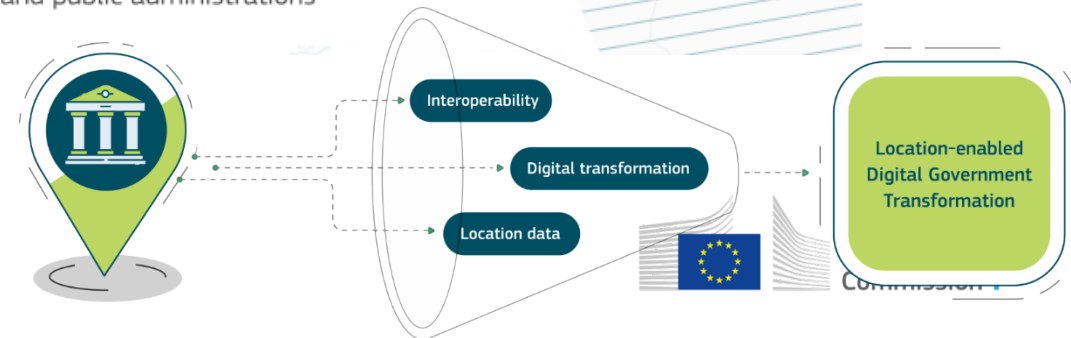 and public administrations
Interoperability
Digital transformation
Location data
Location-enabled
Digital Government
Transformation
Commission